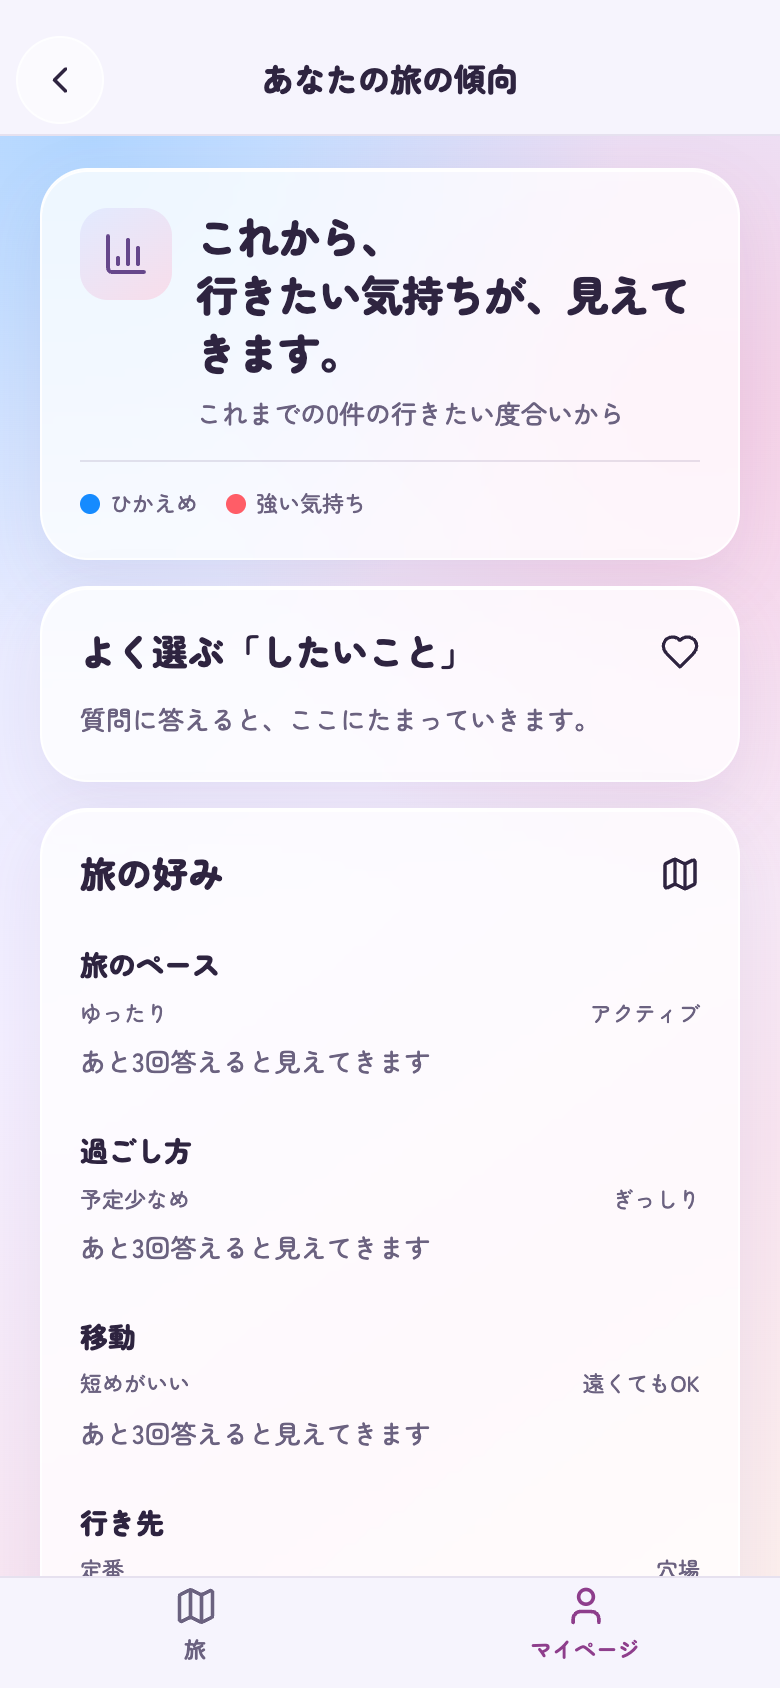 あなたの旅の傾向
これから、
行きたい気持ちが、見えて
きます。
これまでの0件の行きたい度合いから
ひかえめ 強い気持ち
よく選ぶ「したいこと」
質問に答えると、ここにたまっていきます。
旅の好み
旅のペース
ゆったり アクティブ
あと3回答えると見えてきます
過ごし方
予定少なめ ぎっしり
あと3回答えると見えてきます
移動
短めがいい 遠くてもOK
あと3回答えると見えてきます
行き先
定番 穴場
旅 マイページ